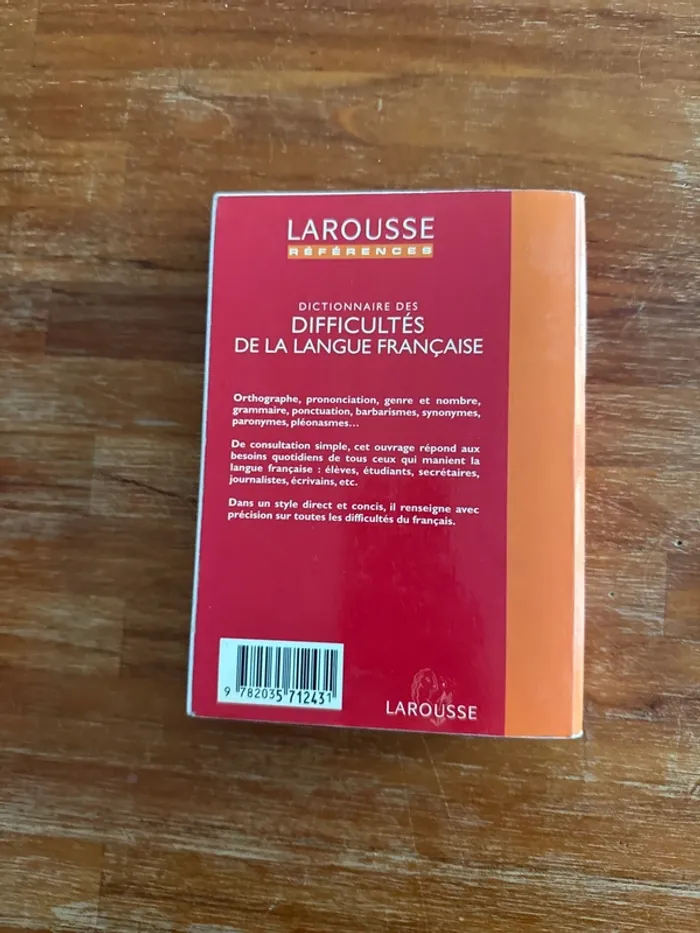 LAROUSSE
RÉFÉRENCES
DICTIONNAIRE DES
DIFFICULTÉS
DE LA LANGUE FRANÇAISE
Orthographe, prononciation, genre et nombre,
grammaire, ponctuation, barbarismes, synonymes,
paronymes, pléonasmes...
De consultation simple, cet ouvrage répond aux
besoins quotidiens de tous ceux qui manient la
langue française : élèves, étudiants, secrétaires,
journalistes, écrivains, etc.
Dans un style direct et concis, il renseigne avec
précision sur toutes les difficultés du français.
9 782035 712431
LAROUSSE